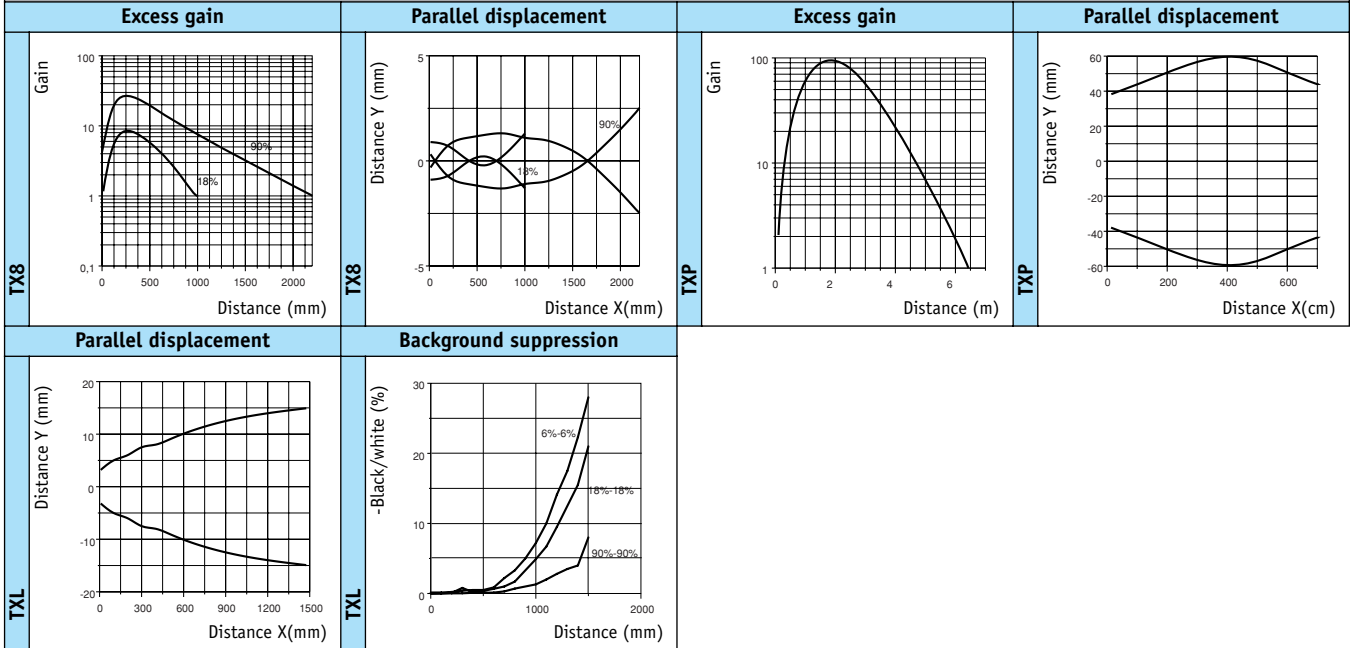 Excess gain
Parallel displacement
Excess gain
Parallel displacement
TX8
Gain
100
10
1
0,1
90%
18%
0 500 1000 1500 2000
Distance (mm)
TX8
Distance Y (mm)
5
0
-5
90%
18%
0 500 1000 1500 2000
Distance X(mm)
TXP
Gain
100
10
1
0 2 4 6
Distance (m)
TXP
Distance Y (mm)
60
40
20
0
-20
-40
-60
0 200 400 600
Distance X(cm)
Parallel displacement
Background suppression
TXL
Distance Y (mm)
20
10
0
-10
-20
0 300 600 900 1200 1500
Distance X(mm)
TXL
-Black/white (%)
30
20
10
0
6%-6%
18%-18%
90%-90%
0 1000 2000
Distance (mm)